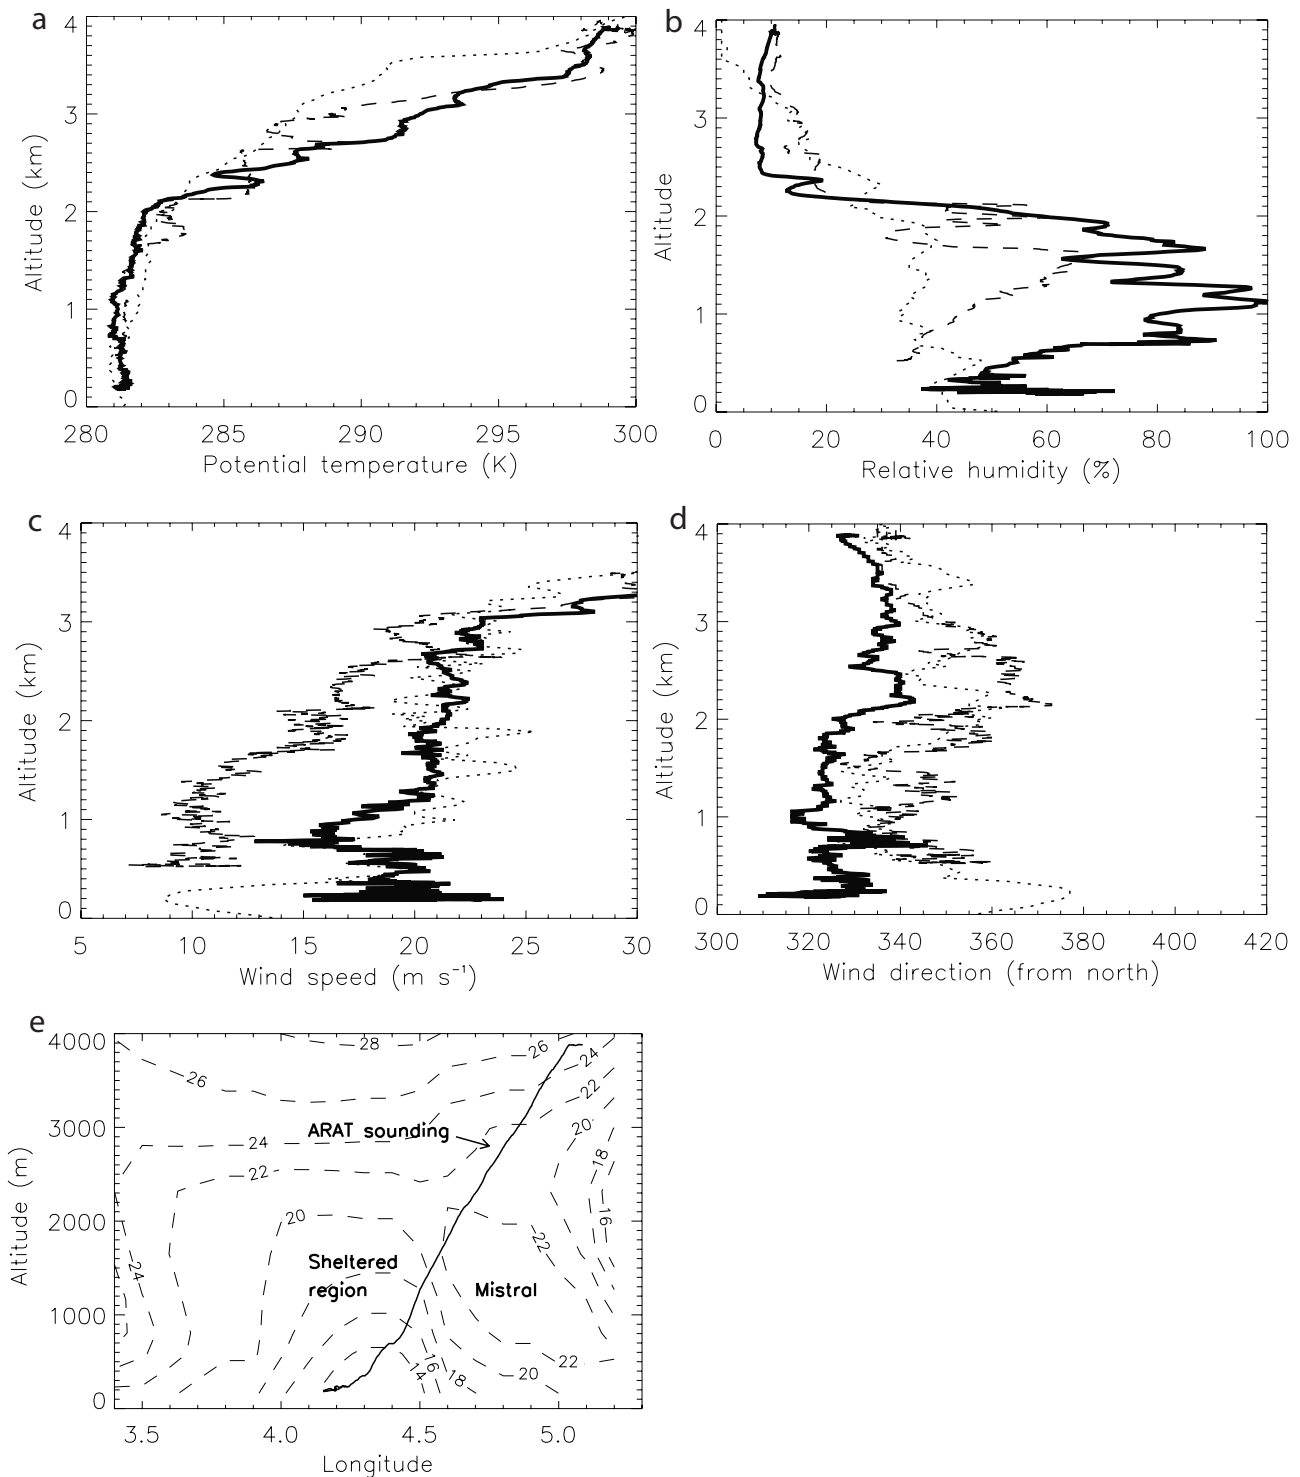 a
4
3
2
1
0
Altitude (km)
280 285 290 295 300
Potential temperature (K)
b
4
3
2
1
0
Altitude
0 20 40 60 80 100
Relative humidity (%)
c
4
3
2
1
0
Altitude (km)
5 10 15 20 25 30
Wind speed (m s⁻¹)
d
4
3
2
1
0
Altitude (km)
300 320 340 360 380 400 420
Wind direction (from north)
e
4000
3000
2000
1000
0
Altitude (m)
28
26
24
26
22
ARAT sounding
20
24
18
22
20
16
22
Sheltered
region
Mistral
24
22
20
18
16
14
3.5 4.0 4.5 5.0
Longitude